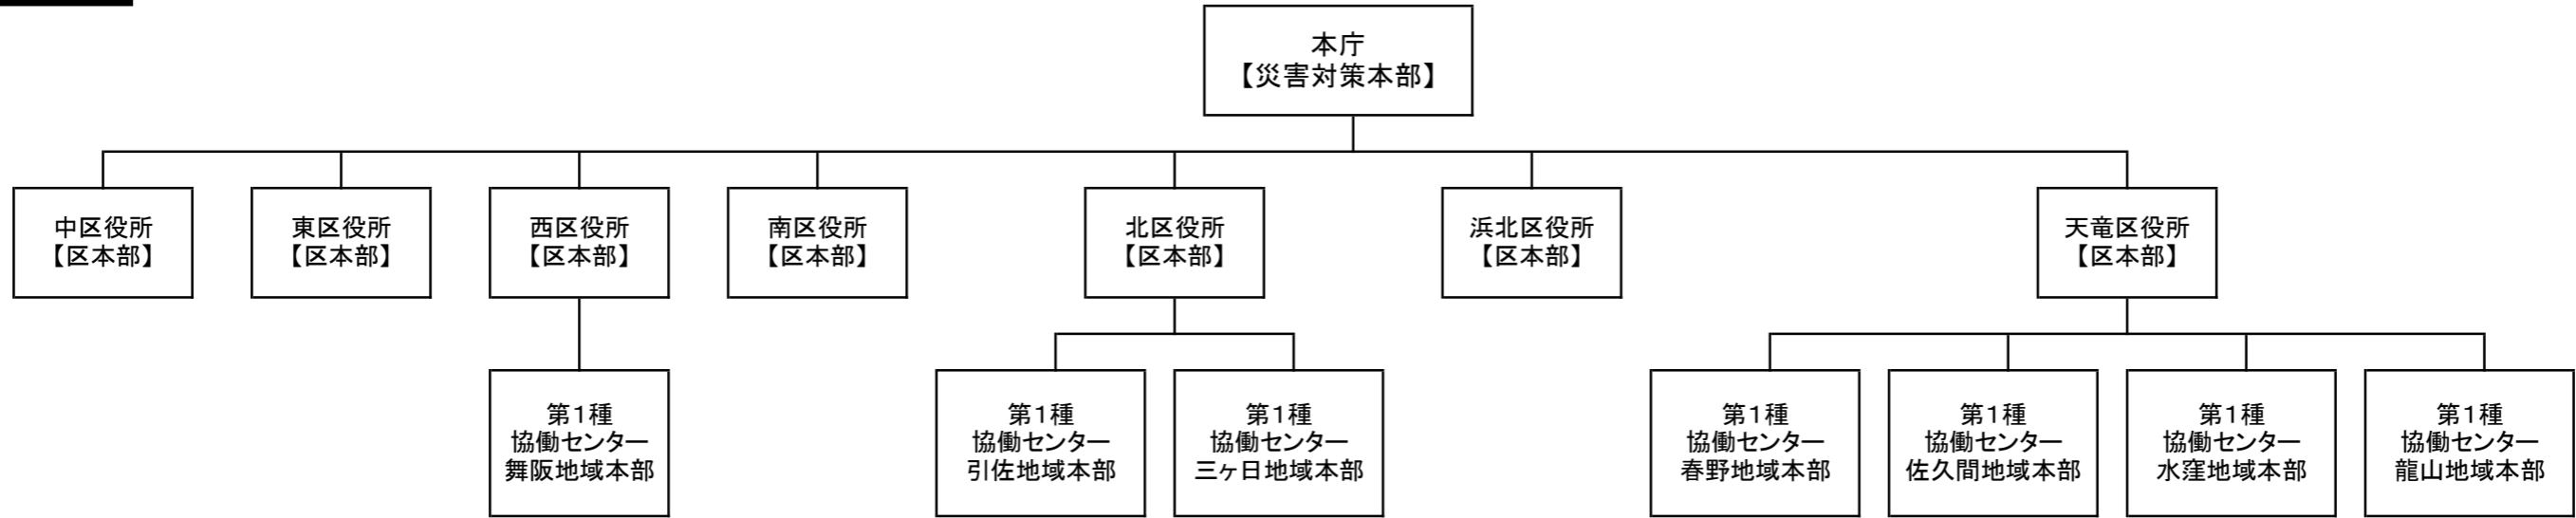 本庁
【災害対策本部】
中区役所
【区本部】
東区役所
【区本部】
西区役所
【区本部】
南区役所
【区本部】
北区役所
【区本部】
浜北区役所
【区本部】
天竜区役所
【区本部】
第1種
協働センター
舞阪地域本部
第1種
協働センター
引佐地域本部
第1種
協働センター
三ヶ日地域本部
第1種
協働センター
春野地域本部
第1種
協働センター
佐久間地域本部
第1種
協働センター
水窪地域本部
第1種
協働センター
龍山地域本部